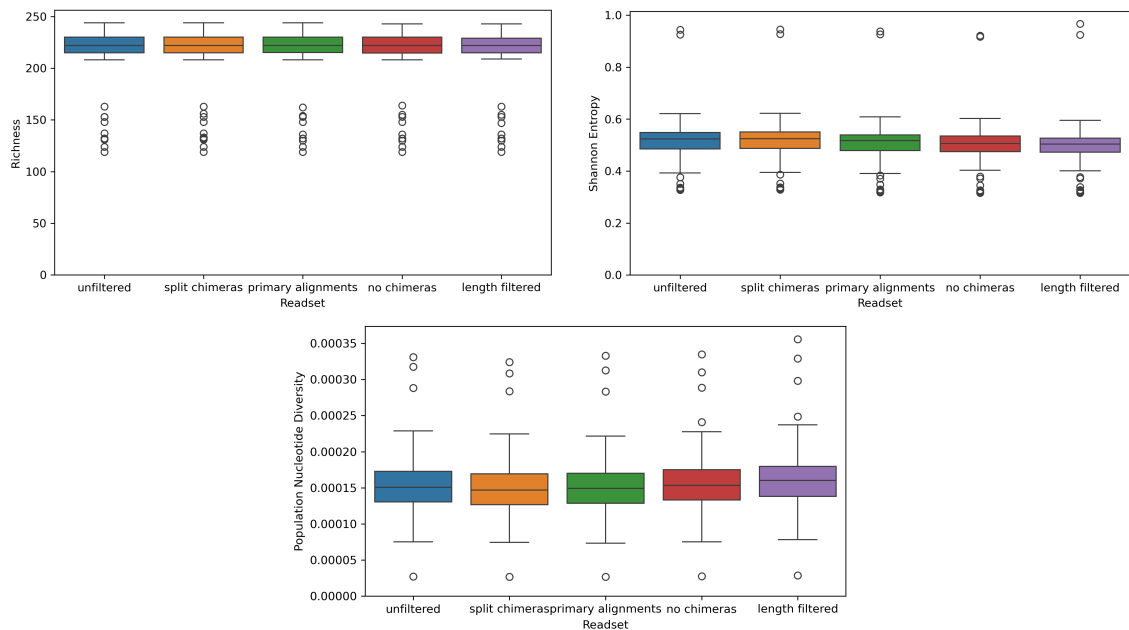 250
200
150
100
50
0
Richness
unfiltered split chimeras primary alignments no chimeras length filtered
Readset
1.0
0.8
0.6
0.4
0.2
0.0
Shannon Entropy
unfiltered split chimeras primary alignments no chimeras length filtered
Readset
0.00035
0.00030
0.00025
0.00020
0.00015
0.00010
0.00005
0.00000
Population Nucleotide Diversity
unfiltered split chimeras primary alignments no chimeras length filtered
Readset